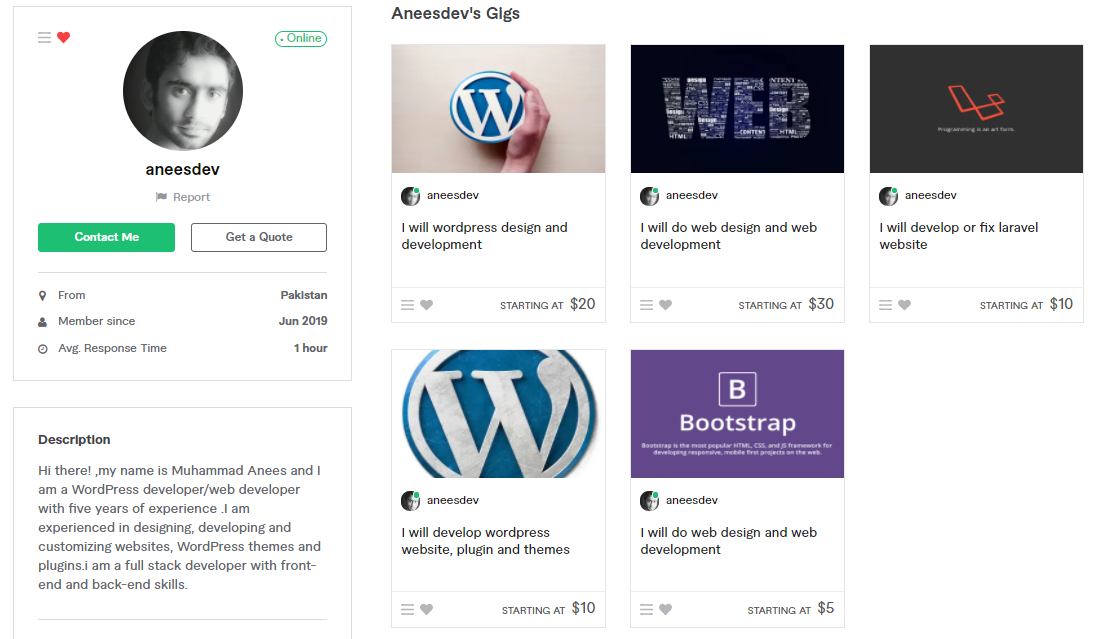 Online
aneesdev
Report
Contact Me
Get a Quote
From Pakistan
Member since Jun 2019
Avg. Response Time 1 hour
Description
Hi there! ,my name is Muhammad Anees and I
am a WordPress developer/web developer
with five years of experience .I am
experienced in designing, developing and
customizing websites, WordPress themes and
plugins.i am a full stack developer with front-
end and back-end skills.
Aneesdev's Gigs
W
aneesdev
I will wordpress design and
development
STARTING AT $20
WEB
aneesdev
I will do web design and web
development
STARTING AT $30
Programming is an art form.
aneesdev
I will develop or fix laravel
website
STARTING AT $10
W
aneesdev
I will develop wordpress
website, plugin and themes
STARTING AT $10
B
Bootstrap
Bootstrap is the most popular HTML, CSS, and JS framework for
developing responsive, mobile first projects on the web.
aneesdev
I will do web design and web
development
STARTING AT $5